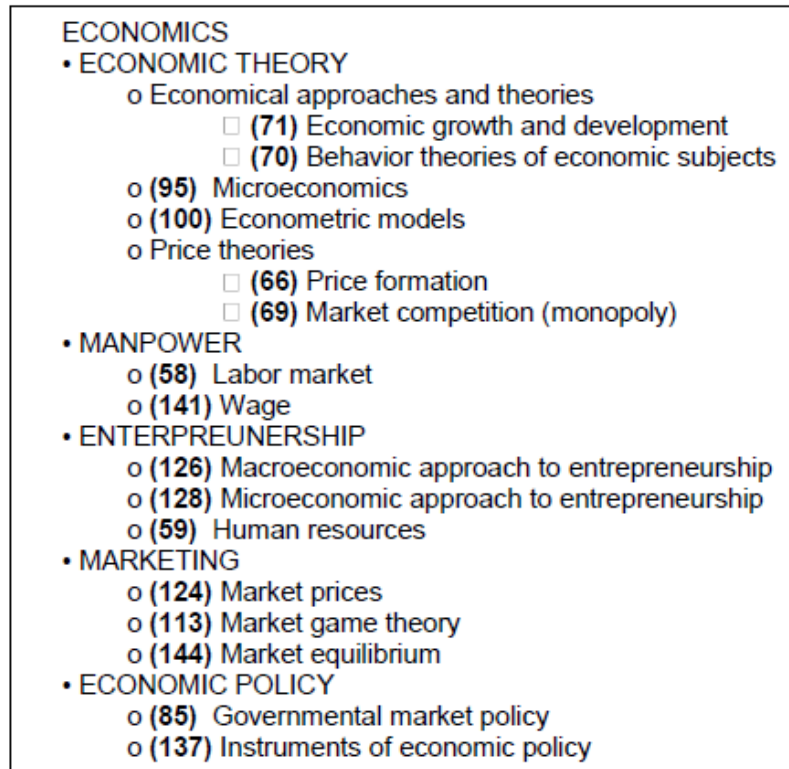 ECONOMICS
• ECONOMIC THEORY
o Economical approaches and theories
□ (71) Economic growth and development
□ (70) Behavior theories of economic subjects
o (95) Microeconomics
o (100) Econometric models
o Price theories
□ (66) Price formation
□ (69) Market competition (monopoly)
• MANPOWER
o (58) Labor market
o (141) Wage
• ENTERPREUNERSHIP
o (126) Macroeconomic approach to entrepreneurship
o (128) Microeconomic approach to entrepreneurship
o (59) Human resources
• MARKETING
o (124) Market prices
o (113) Market game theory
o (144) Market equilibrium
• ECONOMIC POLICY
o (85) Governmental market policy
o (137) Instruments of economic policy